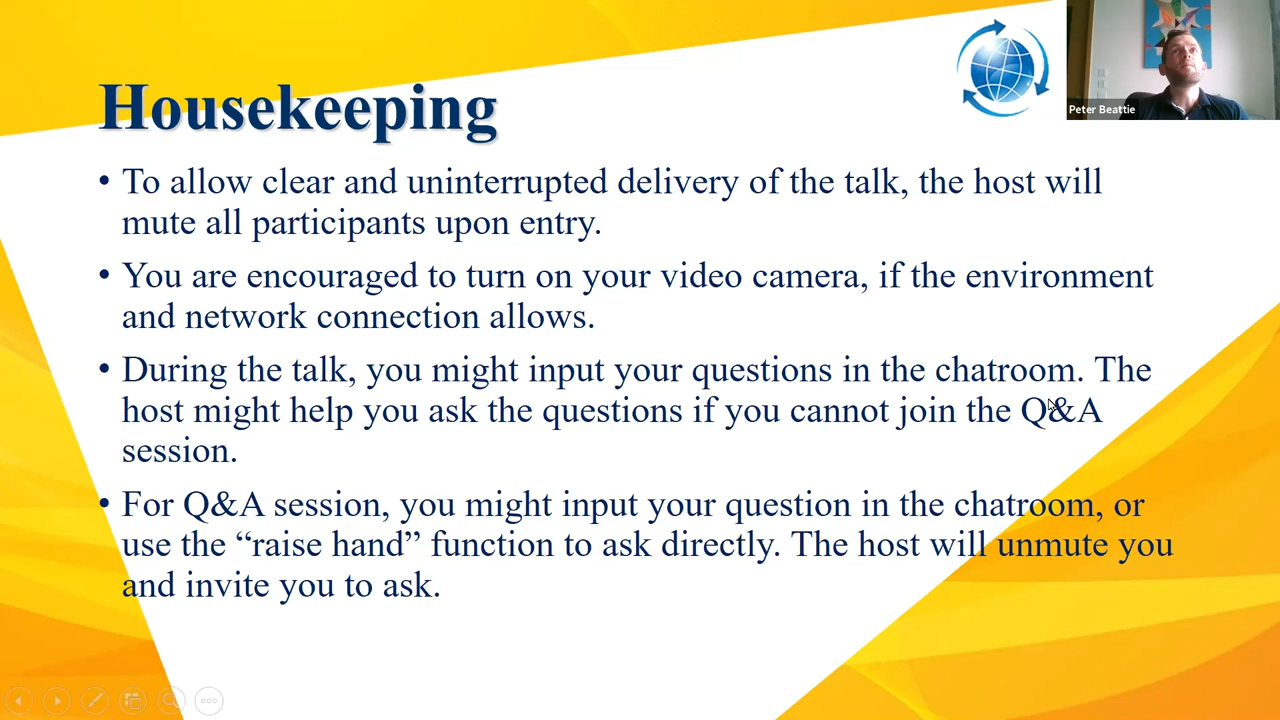 Housekeeping
Peter Beattie
• To allow clear and uninterrupted delivery of the talk, the host will
mute all participants upon entry.
• You are encouraged to turn on your video camera, if the environment
and network connection allows.
• During the talk, you might input your questions in the chatroom. The
host might help you ask the questions if you cannot join the Q&A
session.
• For Q&A session, you might input your question in the chatroom, or
use the “raise hand” function to ask directly. The host will unmute you
and invite you to ask.